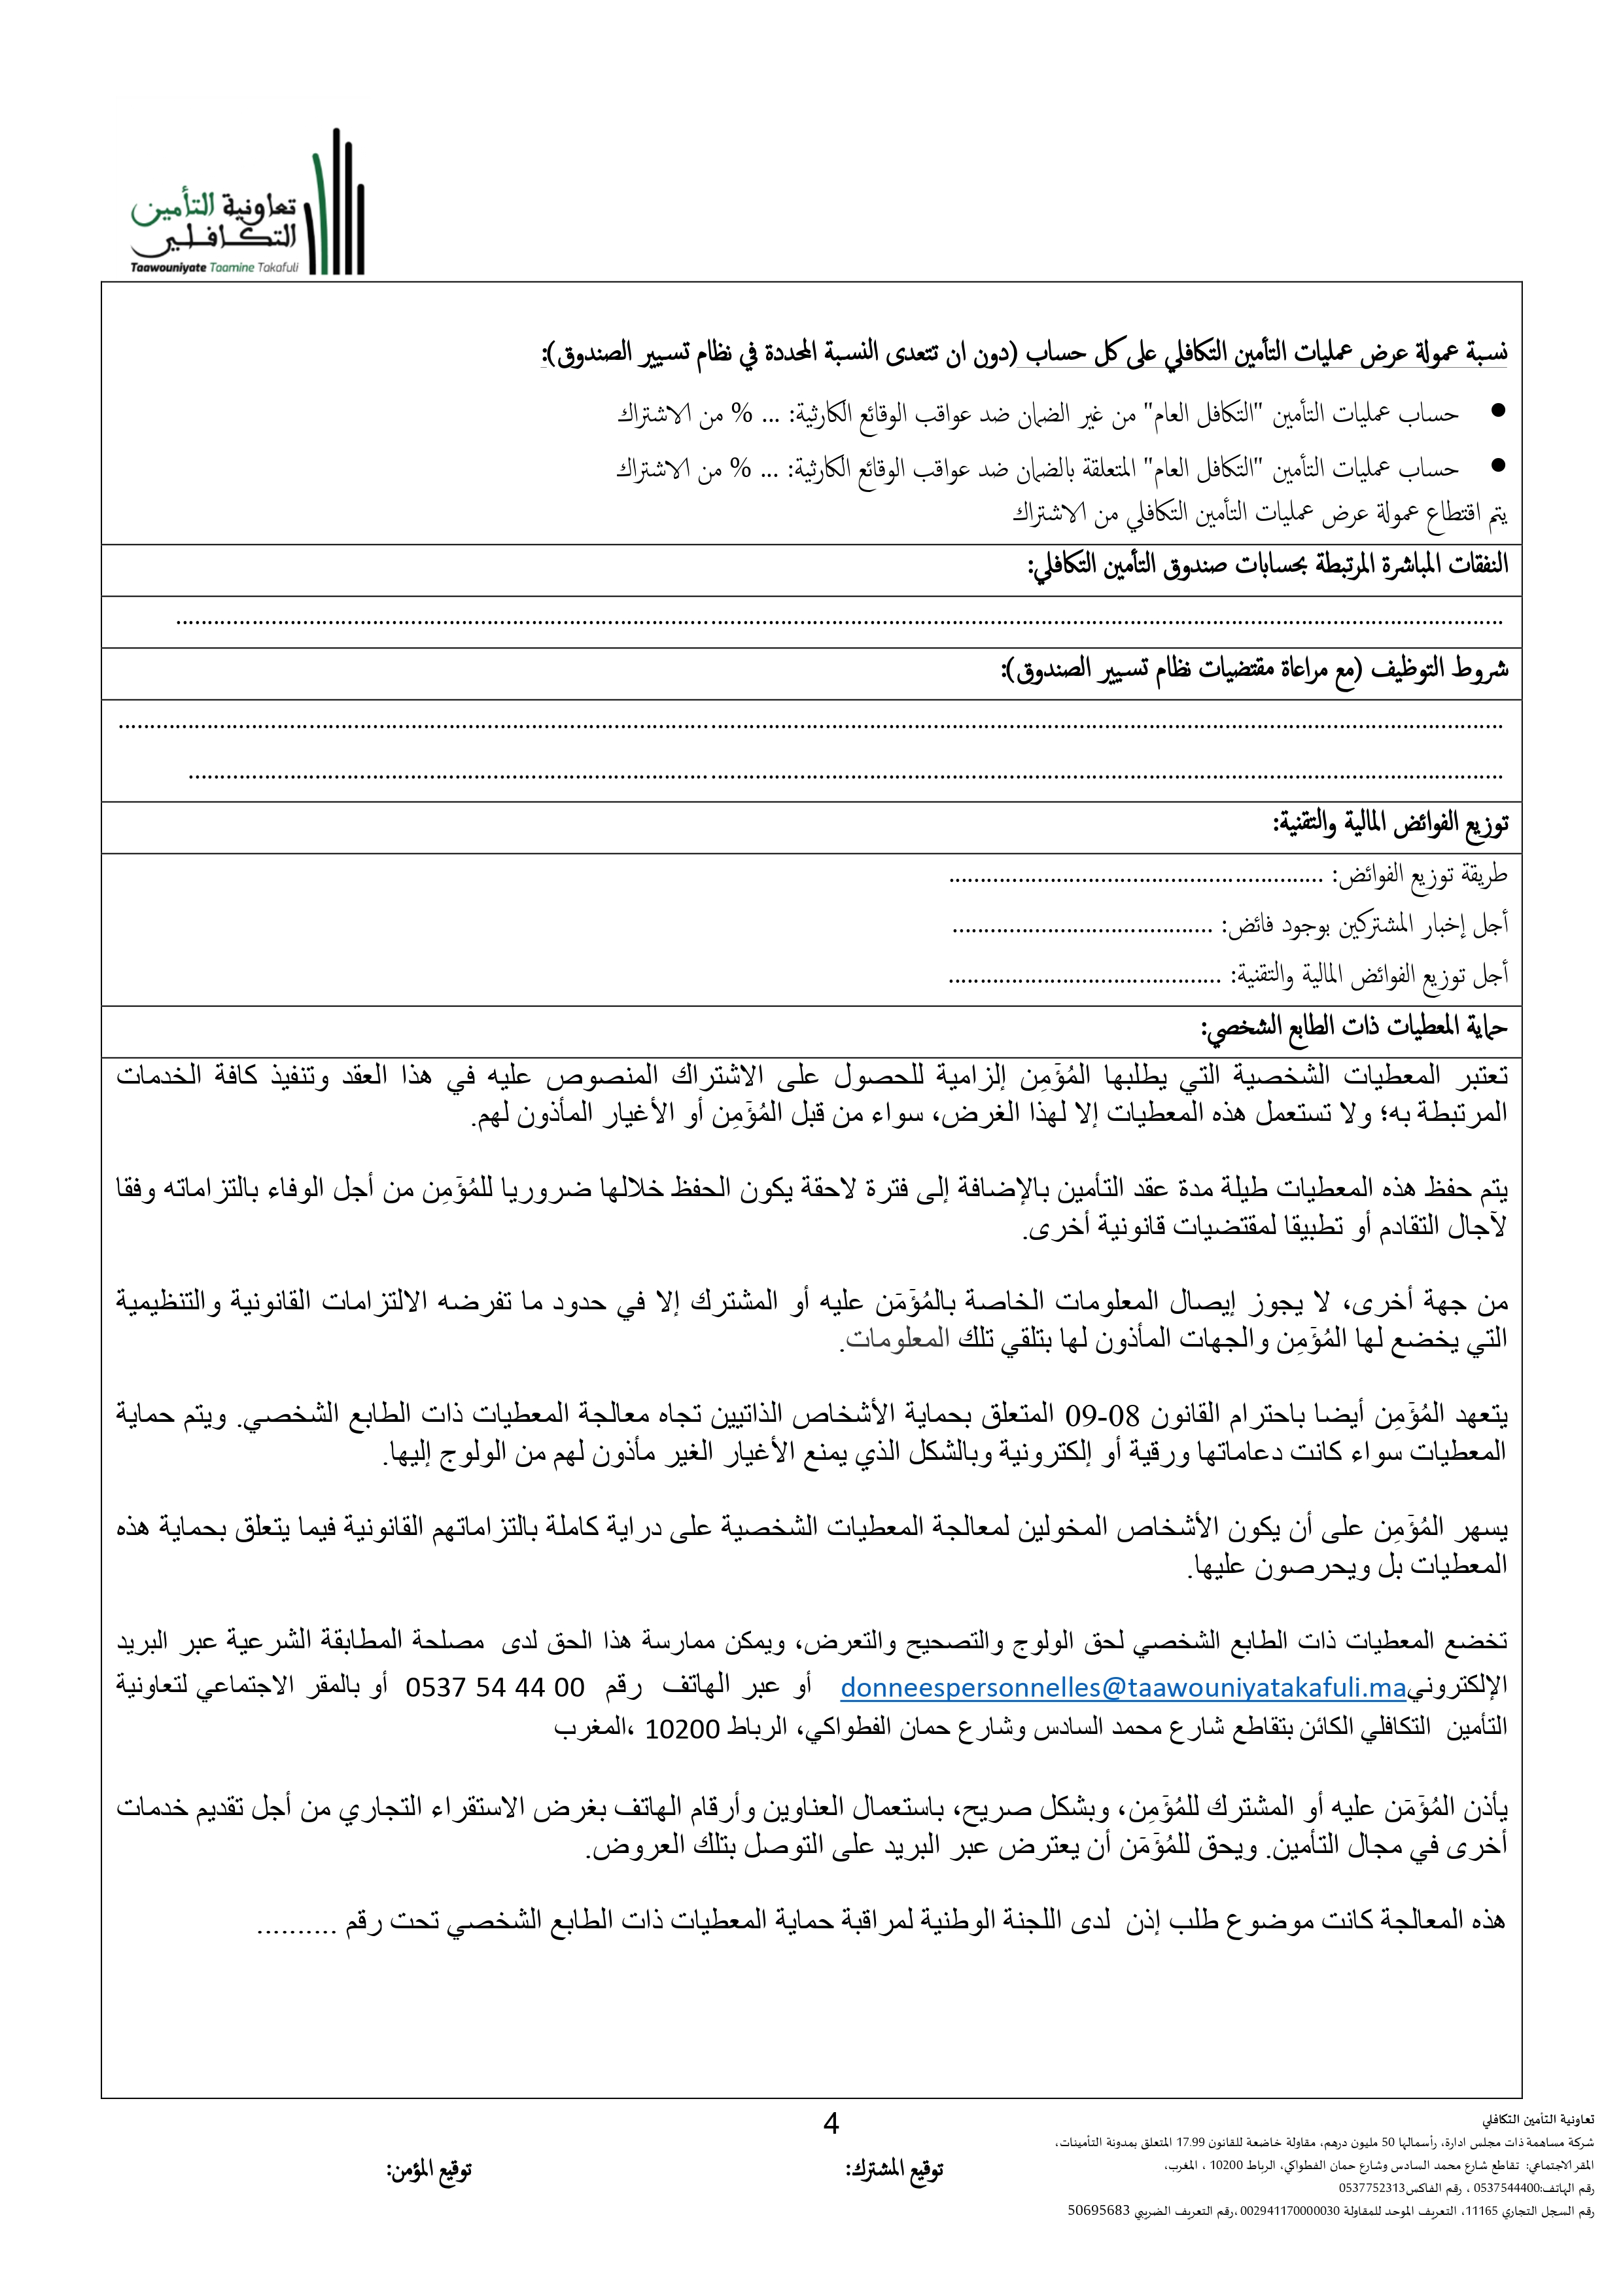 تعاونية التأمين
التكافلي
Taawouniyate Taamine Takafuli
نسبة عمولة عرض عمليات التأمين التكافلي على كل حساب (دون ان تتعدى النسبة المحددة في نظام تسيير الصندوق):
● حساب عمليات التأمين "التكافل العام" من غير الضمان ضد عواقب الوقائع الكارثية: ... % من الاشتراك
● حساب عمليات التأمين "التكافل العام" المتعلقة بالضمان ضد عواقب الوقائع الكارثية: ... % من الاشتراك
يتم اقتطاع عمولة عرض عمليات التأمين التكافلي من الاشتراك
النفقات المباشرة المرتبطة بحسابات صندوق التأمين التكافلي:
................................................................................
شروط التوظيف (مع مراعاة مقتضيات نظام تسيير الصندوق):
................................................................................
................................................................................
توزيع الفوائض المالية والتقنية:
طريقة توزيع الفوائض: ..........................................................
أجل إخبار المشتركين بوجود فائض: .........................................
أجل توزيع الفوائض المالية والتقنية: ...........................................
حماية المعطيات ذات الطابع الشخصي:
تعتبر المعطيات الشخصية التي يطلبها المُؤَمِن إلزامية للحصول على الاشتراك المنصوص عليه في هذا العقد وتنفيذ كافة الخدمات
المرتبطة به؛ ولا تستعمل هذه المعطيات إلا لهذا الغرض، سواء من قبل المُؤَمِن أو الأغيار المأذون لهم.
يتم حفظ هذه المعطيات طيلة مدة عقد التأمين بالإضافة إلى فترة لاحقة يكون الحفظ خلالها ضروريا للمُؤَمِن من أجل الوفاء بالتزاماته وفقا
لآجال التقادم أو تطبيقا لمقتضيات قانونية أخرى.
من جهة أخرى، لا يجوز إيصال المعلومات الخاصة بالمُؤَمَن عليه أو المشترك إلا في حدود ما تفرضه الالتزامات القانونية والتنظيمية
التي يخضع لها المُؤَمِن والجهات المأذون لها بتلقي تلك المعلومات.
يتعهد المُؤَمِن أيضا باحترام القانون 08-09 المتعلق بحماية الأشخاص الذاتيين تجاه معالجة المعطيات ذات الطابع الشخصي. ويتم حماية
المعطيات سواء كانت دعاماتها ورقية أو إلكترونية وبالشكل الذي يمنع الأغيار الغير مأذون لهم من الولوج إليها.
يسهر المُؤَمِن على أن يكون الأشخاص المخولين لمعالجة المعطيات الشخصية على دراية كاملة بالتزاماتهم القانونية فيما يتعلق بحماية هذه
المعطيات بل ويحرصون عليها.
تخضع المعطيات ذات الطابع الشخصي لحق الولوج والتصحيح والتعرض، ويمكن ممارسة هذا الحق لدى مصلحة المطابقة الشرعية عبر البريد
الإلكتروني donneespersonnelles@taawouniyatakafuli.ma أو عبر الهاتف رقم 0537 54 44 00 أو بالمقر الاجتماعي لتعاونية
التأمين التكافلي الكائن بتقاطع شارع محمد السادس وشارع حمان الفطواكي، الرباط 10200 ،المغرب
يأذن المُؤَمَن عليه أو المشترك للمُؤَمِن، وبشكل صريح، باستعمال العناوين وأرقام الهاتف بغرض الاستقراء التجاري من أجل تقديم خدمات
أخرى في مجال التأمين. ويحق للمُؤَمَن أن يعترض عبر البريد على التوصل بتلك العروض.
هذه المعالجة كانت موضوع طلب إذن لدى اللجنة الوطنية لمراقبة حماية المعطيات ذات الطابع الشخصي تحت رقم ..........
4
توقيع المشترك:
توقيع المؤمن:
تعاونية التأمين التكافلي
شركة مساهمة ذات مجلس ادارة، رأسمالها 50 مليون درهم، مقاولة خاضعة للقانون 17.99 المتعلق بمدونة التأمينات،
المقر الاجتماعي: تقاطع شارع محمد السادس وشارع حمان الفطواكي، الرباط 10200 ، المغرب،
رقم الهاتف:0537544400 ، رقم الفاكس0537752313
رقم السجل التجاري 11165، التعريف الموحد للمقاولة 002941170000030 ،رقم التعريف الضريبي 50695683